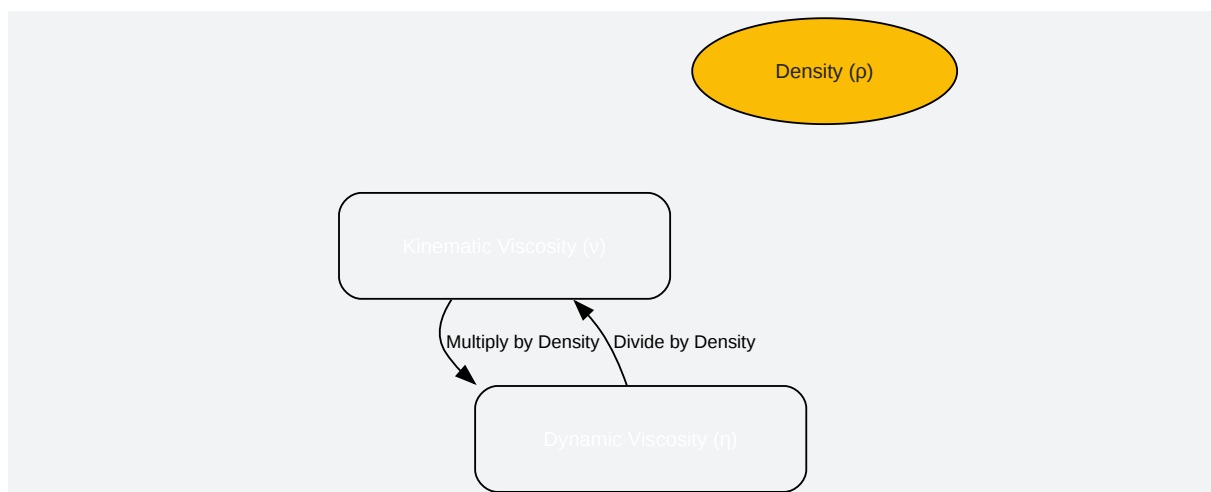 Density (ρ)
Kinematic Viscosity (ν)
Multiply by Density
Divide by Density
Dynamic Viscosity (η)